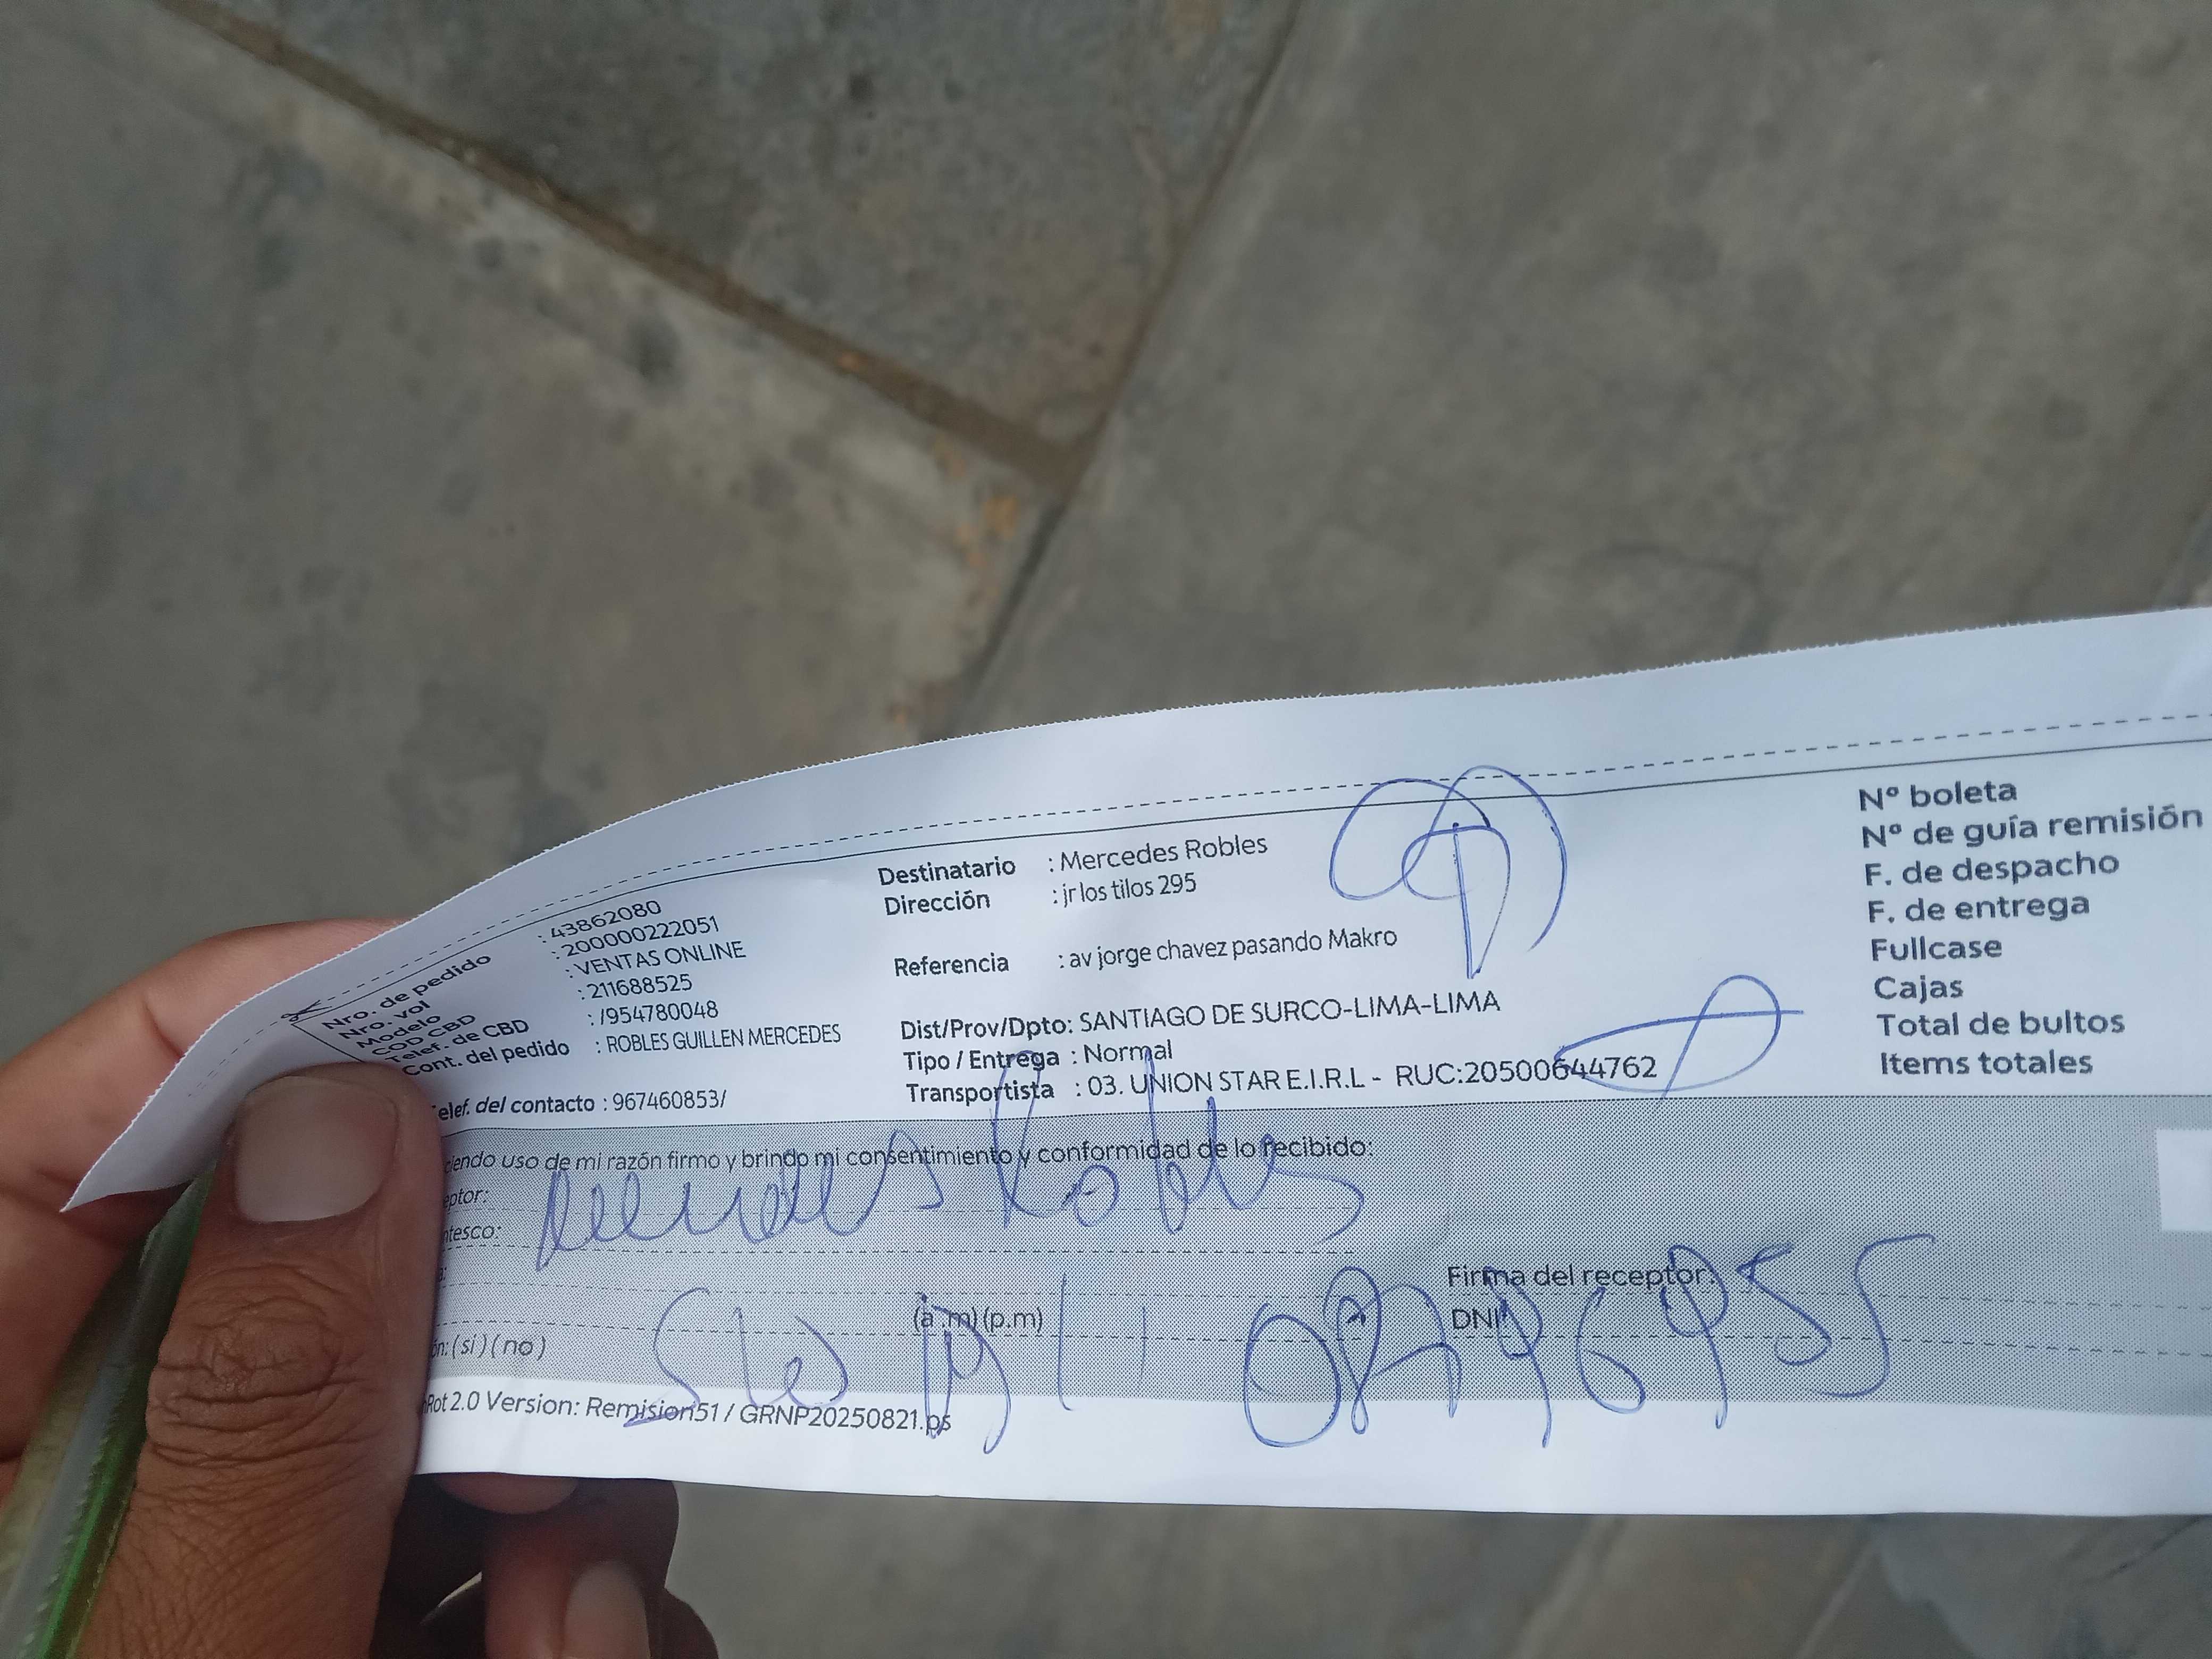 Nro. de pedido : 43862080
Nro. vol : 200000222051
Modelo : VENTAS ONLINE
COD CBD : 211688525
Telef. de CBD : /954780048
Cont. del pedido : ROBLES GUILLEN MERCEDES
elef. del contacto : 967460853/
Destinatario : Mercedes Robles
Dirección : jr los tilos 295
Referencia : av jorge chavez pasando Makro
Dist/Prov/Dpto: SANTIAGO DE SURCO-LIMA-LIMA
Tipo / Entrega : Normal
Transportista : 03. UNION STAR E.I.R.L - RUC:20500644762
Nº boleta
Nº de guía remisión
F. de despacho
F. de entrega
Fullcase
Cajas
Total de bultos
Items totales
ciendo uso de mi razón firmo y brindo mi consentimiento y conformidad de lo recibido:
eptor:
ntesco:
Mercedes Robles
a:
(a.m) (p.m)
Firma del receptor:
DNI
ón: ( si ) ( no )
Rot 2.0 Version: Remision51 / GRNP20250821.ps